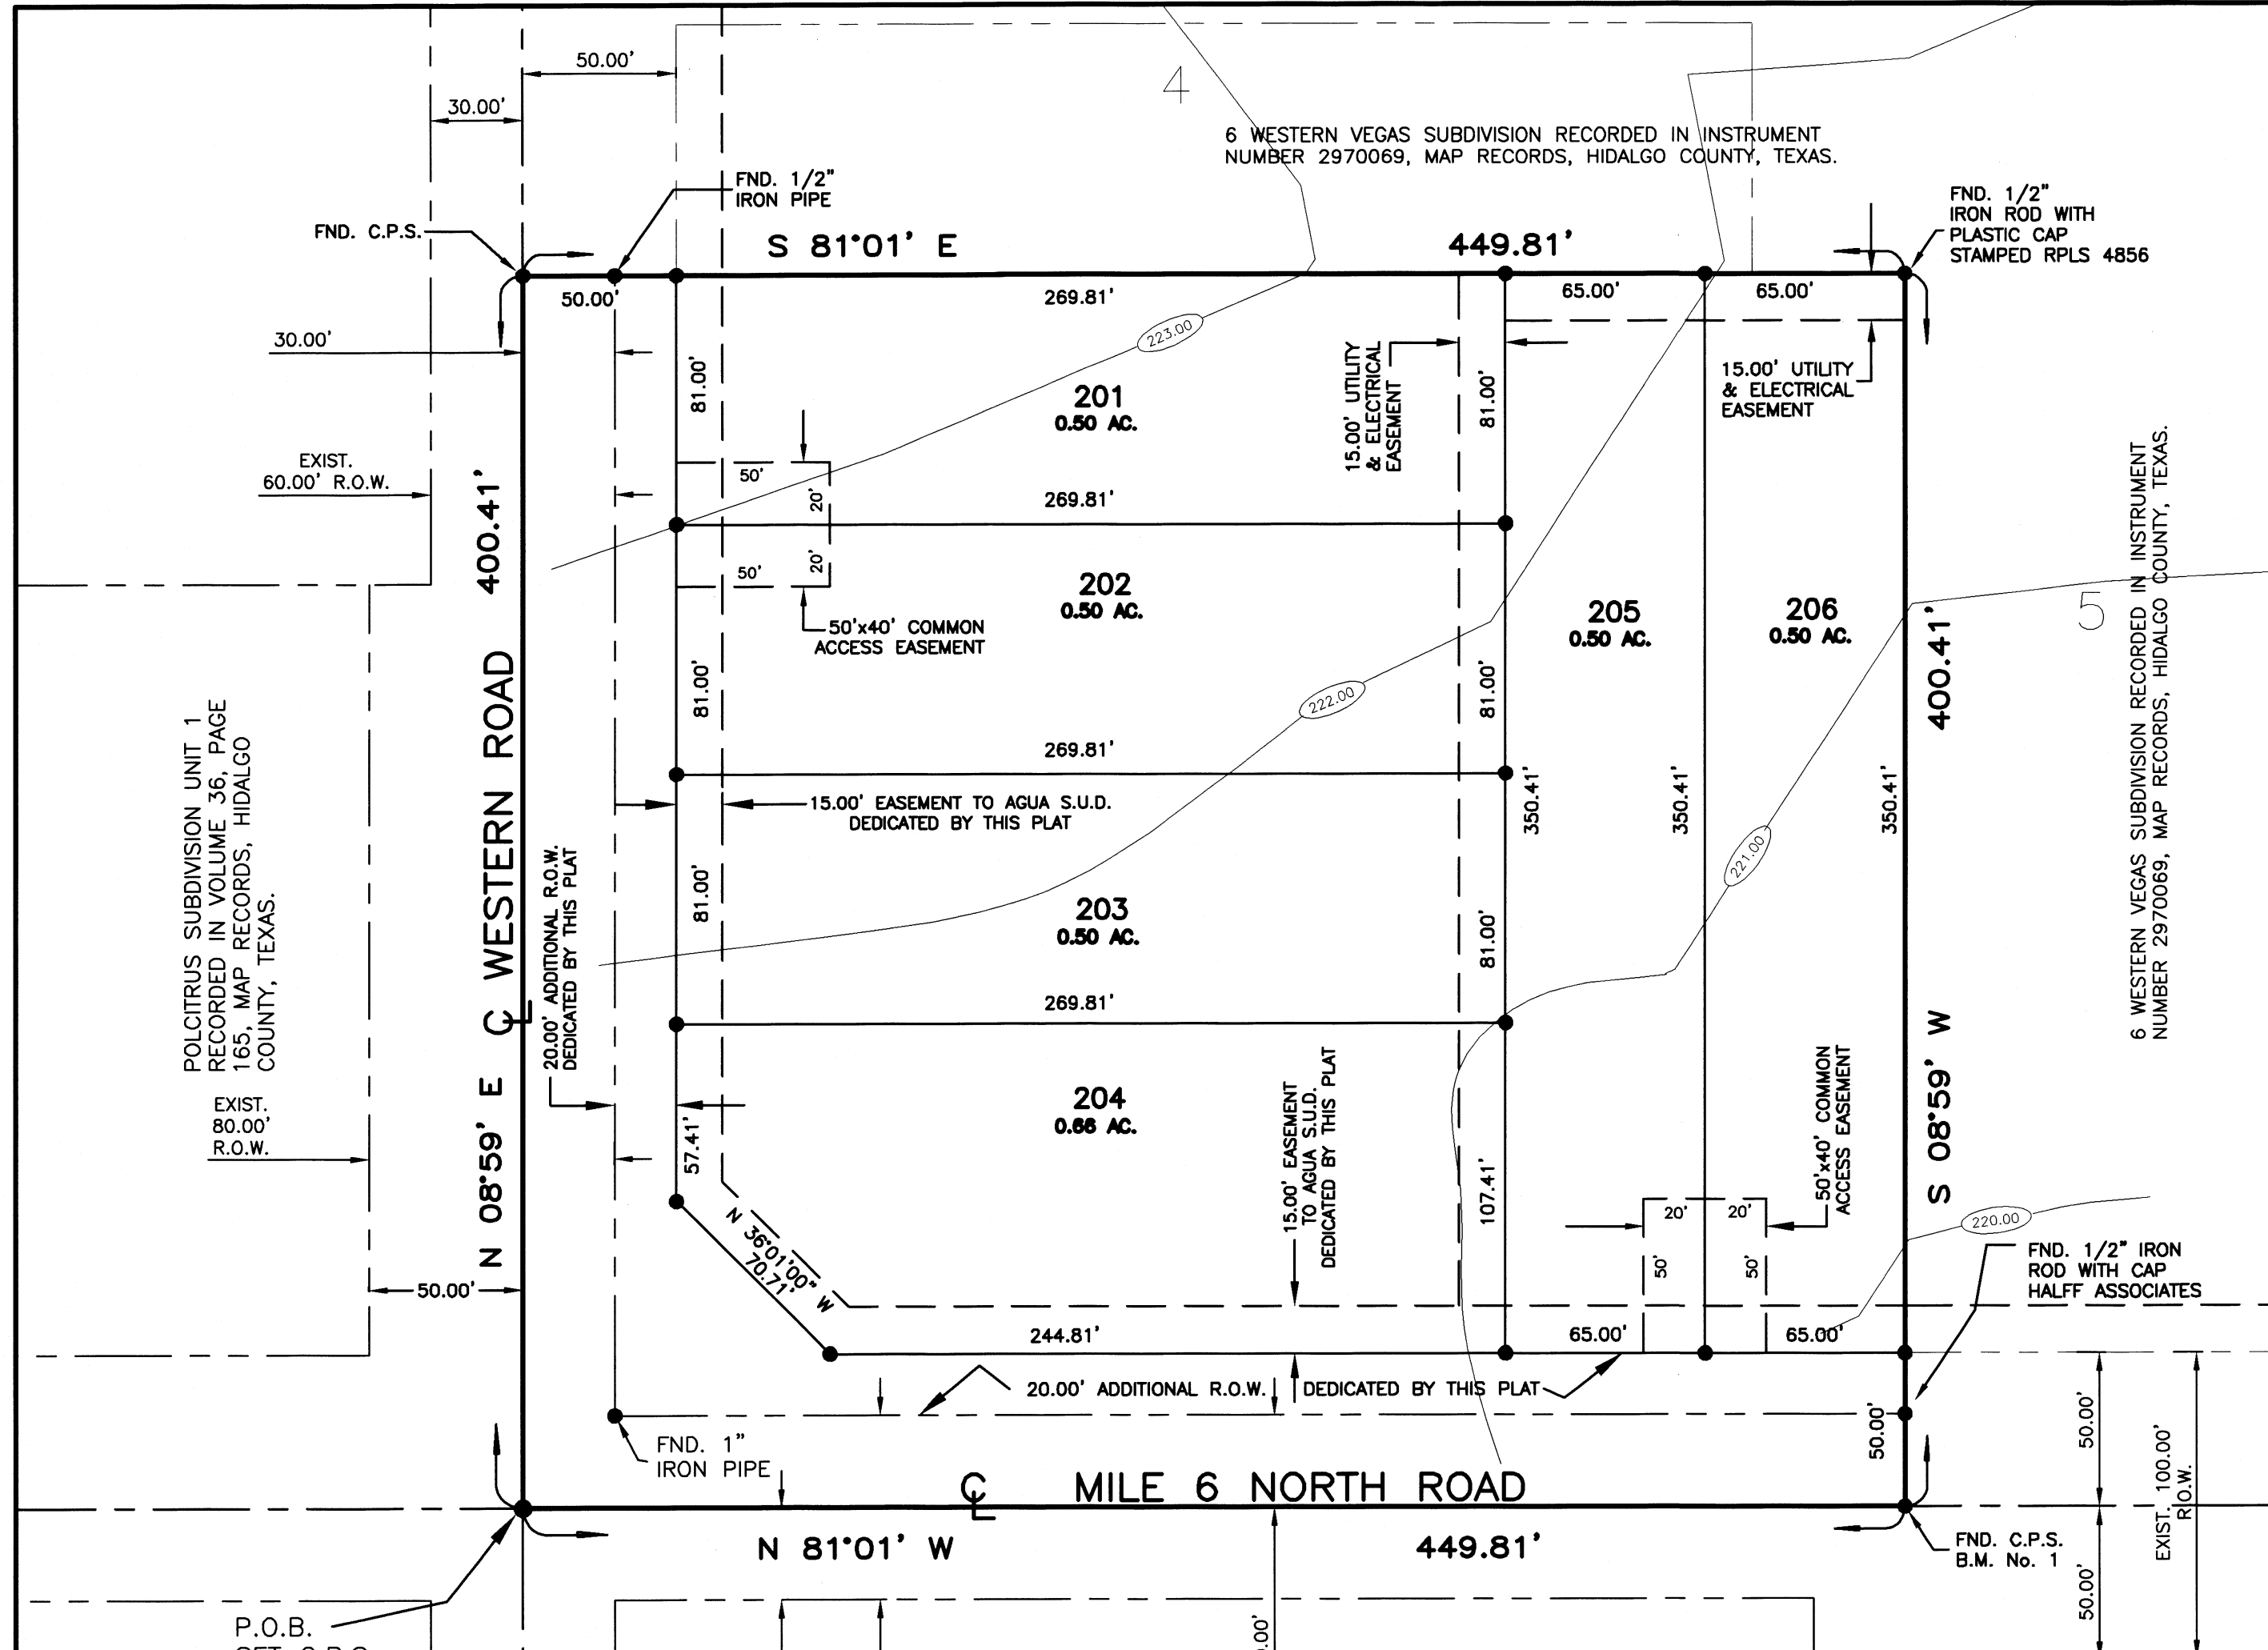 50.00'
30.00'
4
6 WESTERN VEGAS SUBDIVISION RECORDED IN INSTRUMENT
NUMBER 2970069, MAP RECORDS, HIDALGO COUNTY, TEXAS.
FND. 1/2"
IRON PIPE
FND. C.P.S.
FND. 1/2"
IRON ROD WITH
PLASTIC CAP
STAMPED RPLS 4856
S 81°01' E
449.81'
50.00'
269.81'
65.00'
65.00'
30.00'
223.00
81.00'
201
0.50 AC.
15.00' UTILITY
& ELECTRICAL
EASEMENT
81.00'
15.00' UTILITY
& ELECTRICAL
EASEMENT
EXIST.
60.00' R.O.W.
50'
20'
269.81'
50'
20'
202
0.50 AC.
50'x40' COMMON
ACCESS EASEMENT
205
0.50 AC.
206
0.50 AC.
5
400.41'
6 WESTERN VEGAS SUBDIVISION RECORDED IN INSTRUMENT
NUMBER 2970069, MAP RECORDS, HIDALGO COUNTY, TEXAS.
400.41'
81.00'
222.00
81.00'
POLCITRUS SUBDIVISION UNIT 1
RECORDED IN VOLUME 36, PAGE
165, MAP RECORDS, HIDALGO
COUNTY, TEXAS.
WESTERN ROAD
269.81'
15.00' EASEMENT TO AGUA S.U.D.
DEDICATED BY THIS PLAT
350.41'
350.41'
221.00
350.41'
20.00' ADDITIONAL R.O.W.
DEDICATED BY THIS PLAT
81.00'
203
0.50 AC.
81.00'
CL
269.81'
N 08°59' E
S 08°59' W
EXIST.
80.00'
R.O.W.
204
0.66 AC.
57.41'
15.00' EASEMENT
TO AGUA S.U.D.
DEDICATED BY THIS PLAT
107.41'
50'x40' COMMON
ACCESS EASEMENT
20'
20'
50'
50'
220.00
N 36°01'00" W
70.71'
FND. 1/2" IRON
ROD WITH CAP
HALFF ASSOCIATES
50.00'
244.81'
65.00'
65.00'
20.00' ADDITIONAL R.O.W.
DEDICATED BY THIS PLAT
FND. 1"
IRON PIPE
50.00'
50.00'
EXIST. 100.00'
R.O.W.
CL MILE 6 NORTH ROAD
N 81°01' W
449.81'
FND. C.P.S.
B.M. No. 1
50.00'
P.O.B.